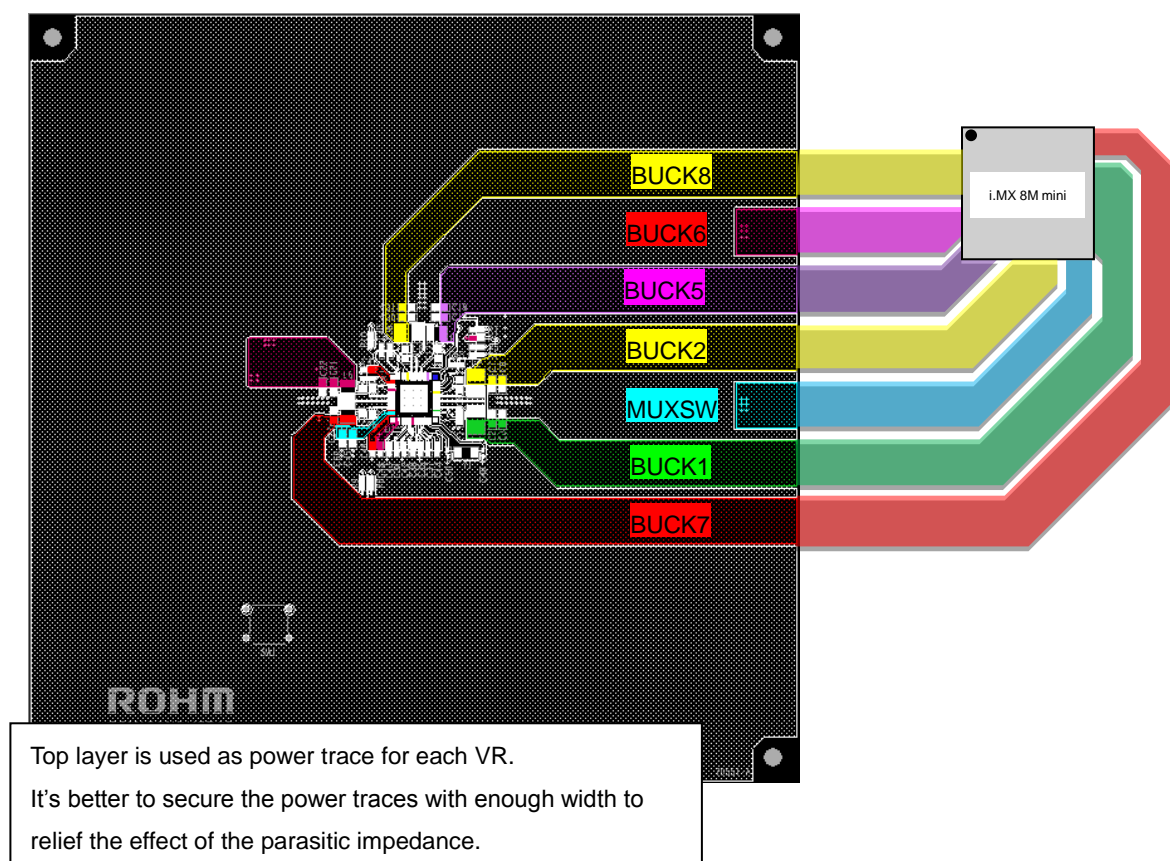 BUCK8
i.MX 8M mini
BUCK6
BUCK5
BUCK2
MUXSW
BUCK1
BUCK7
ROHM
Top layer is used as power trace for each VR.
It's better to secure the power traces with enough width to
relief the effect of the parasitic impedance.